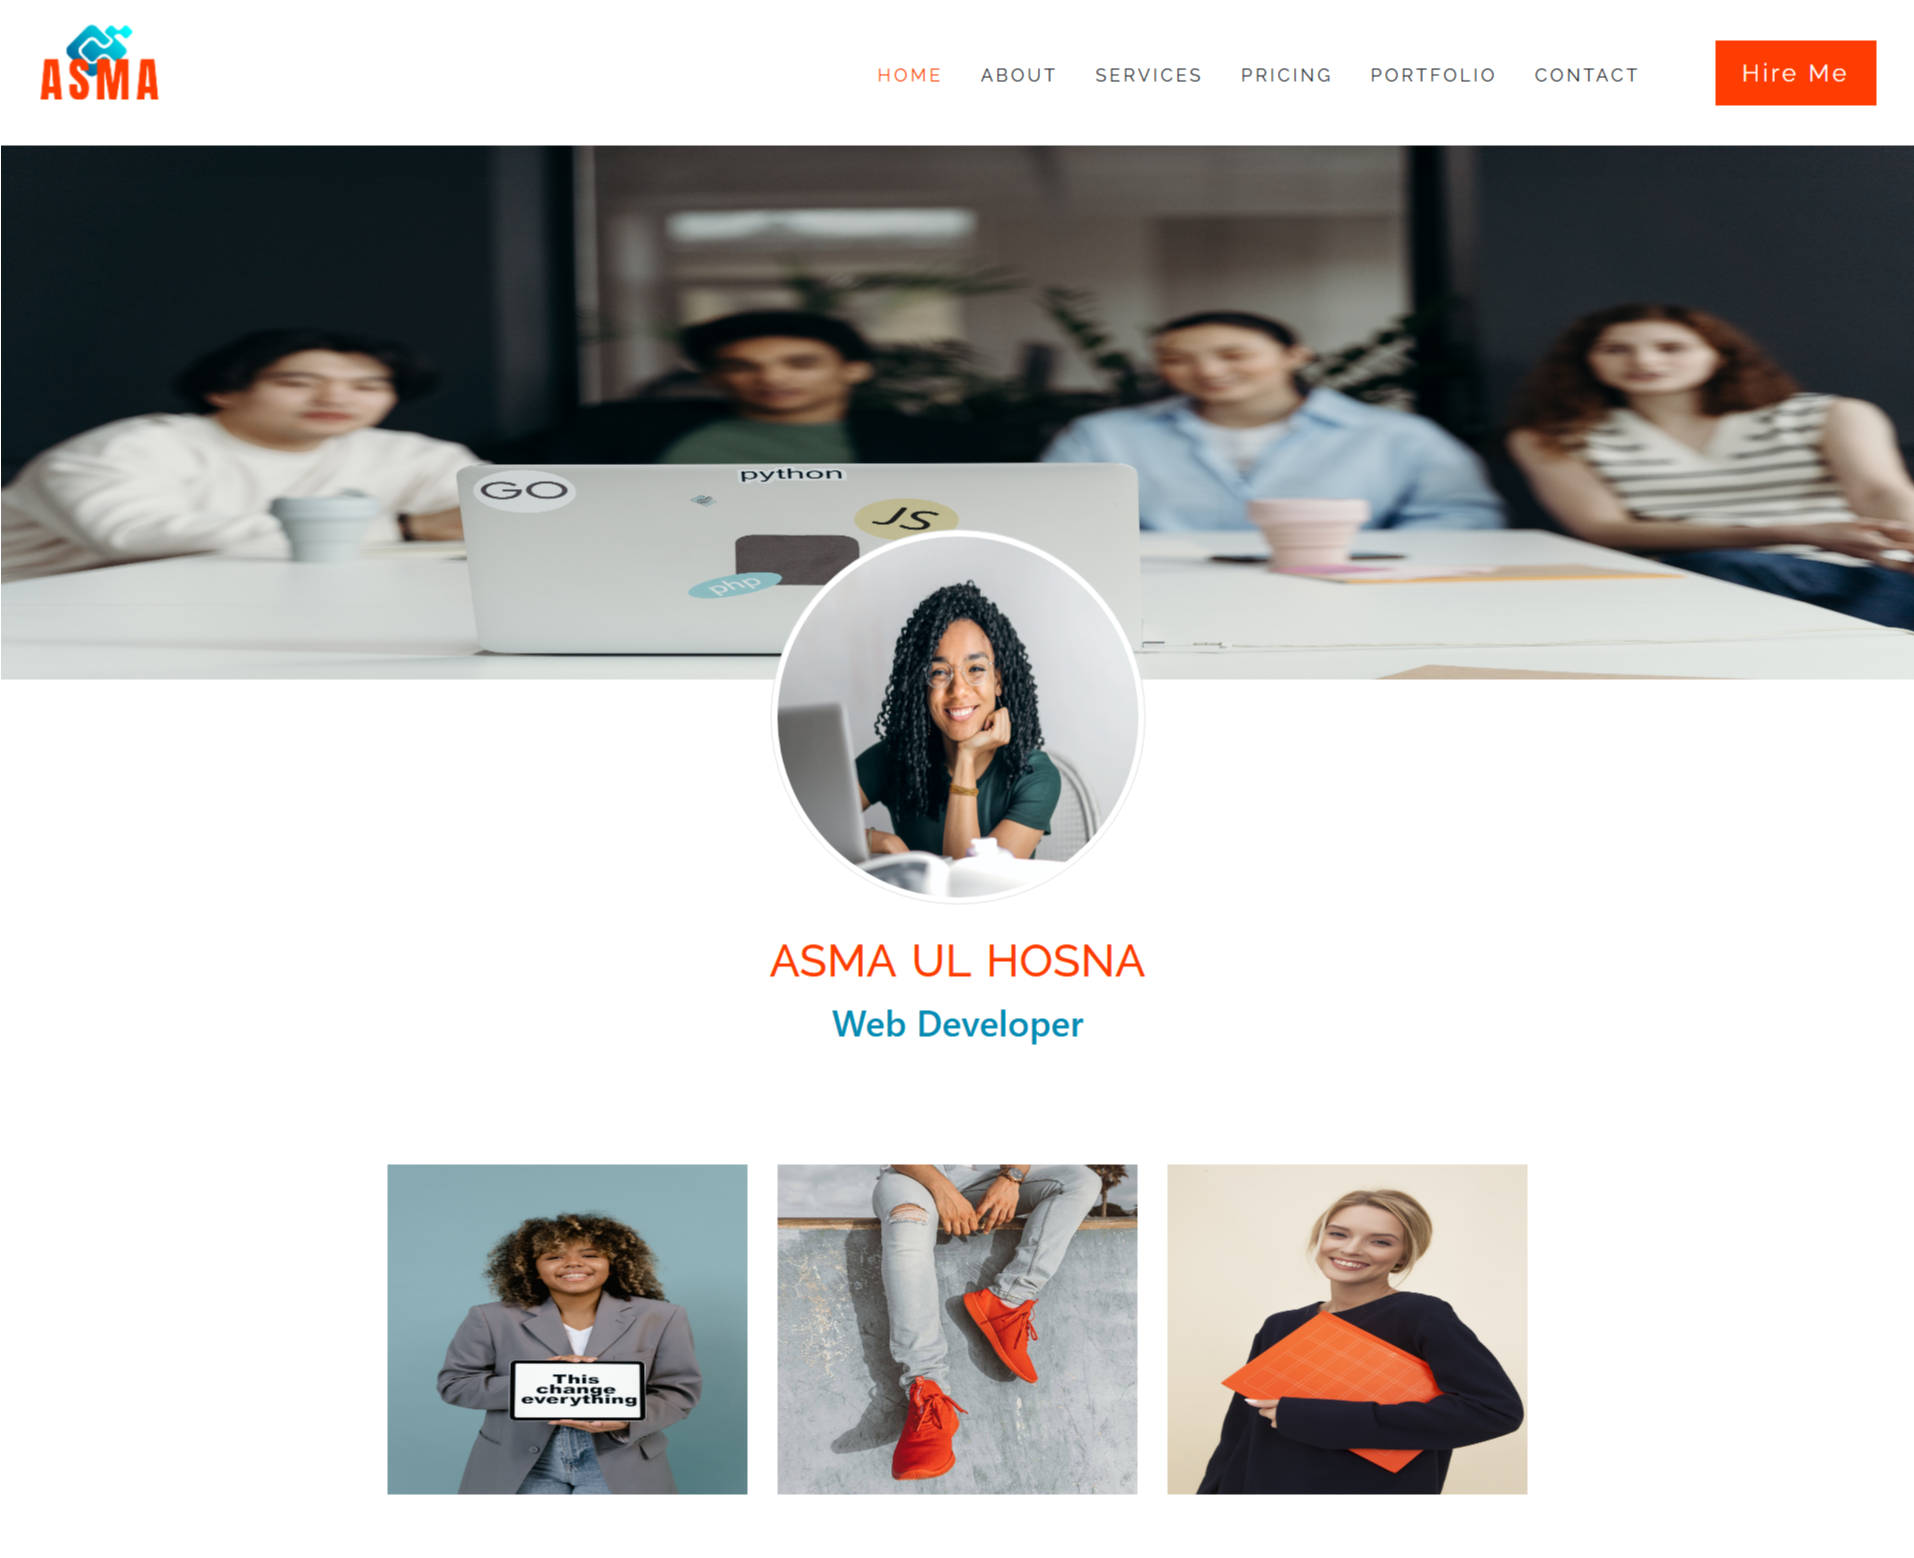 ASMA
HOME ABOUT SERVICES PRICING PORTFOLIO CONTACT Hire Me
python
GO
JS
php
ASMA UL HOSNA
Web Developer
This
change
everything